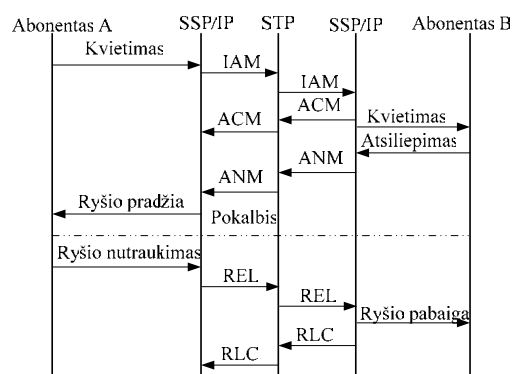 Abonentas A SSP/IP STP SSP/IP Abonentas B
Kvietimas
IAM
IAM
ACM
ACM
Kvietimas
Atsiliepimas
ANM
ANM
Ryšio pradžia
Pokalbis
Ryšio nutraukimas
REL
REL
Ryšio pabaiga
RLC
RLC